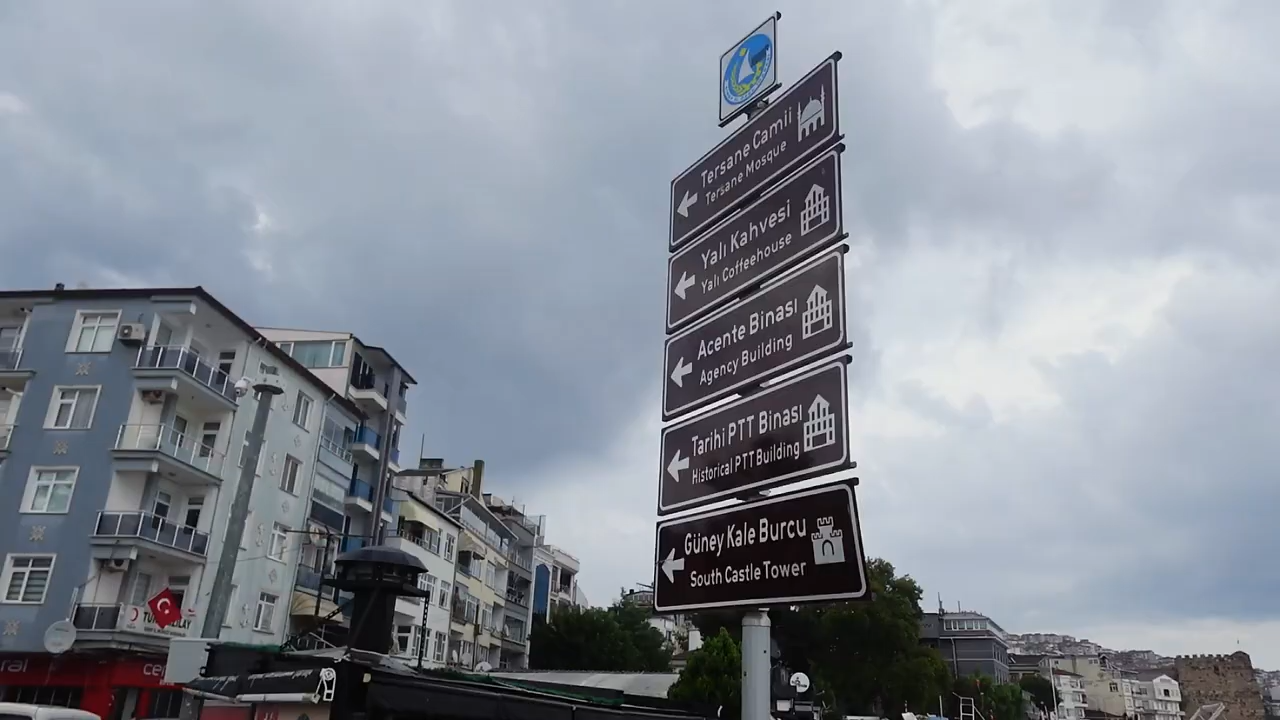 Tersane Camii
Tersane Mosque
Yalı Kahvesi
Yalı Coffeehouse
Acente Binası
Agency Building
Tarihi PTT Binası
Historical PTT Building
Güney Kale Burcu
South Castle Tower